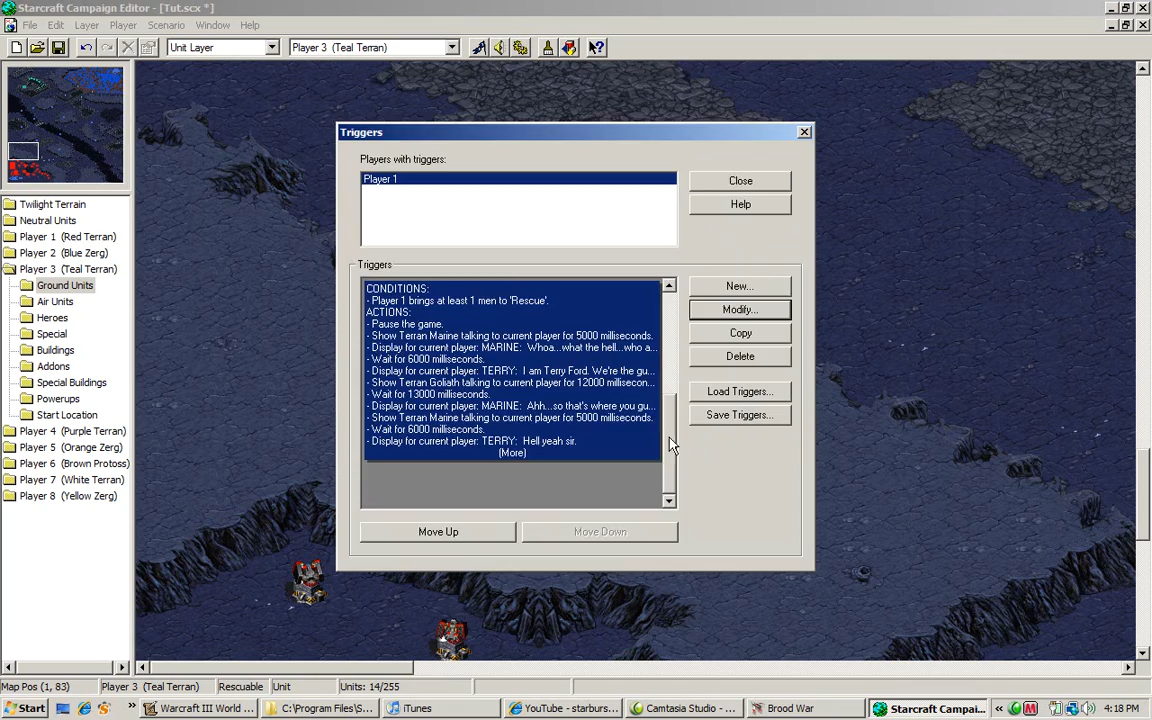 Starcraft Campaign Editor - [Tut.scx *]
File Edit Layer Player Scenario Window Help
Unit Layer Player 3 (Teal Terran)
Triggers
Players with triggers:
Player 1
Close
Help
Triggers
CONDITIONS:
- Player 1 brings at least 1 men to 'Rescue'.
ACTIONS:
- Pause the game.
- Show Terran Marine talking to current player for 5000 milliseconds.
- Display for current player: MARINE: Whoa...what the hell...who a...
- Wait for 6000 milliseconds.
- Display for current player: TERRY: I am Terry Ford. We're the gu...
- Show Terran Goliath talking to current player for 12000 millisecon...
- Wait for 13000 milliseconds.
- Display for current player: MARINE: Ahh...so that's where you gu...
- Show Terran Marine talking to current player for 5000 milliseconds.
- Wait for 6000 milliseconds.
- Display for current player: TERRY: Hell yeah sir.
(More)
New...
Modify...
Copy
Delete
Load Triggers...
Save Triggers...
Move Up Move Down
Twilight Terrain
Neutral Units
Player 1 (Red Terran)
Player 2 (Blue Zerg)
Player 3 (Teal Terran)
Ground Units
Air Units
Heroes
Special
Buildings
Addons
Special Buildings
Powerups
Start Location
Player 4 (Purple Terran)
Player 5 (Orange Zerg)
Player 6 (Brown Protoss)
Player 7 (White Terran)
Player 8 (Yellow Zerg)
Map Pos (1, 83) Player 3 (Teal Terran) Rescuable Unit Units: 14/255
Start Warcraft III World ... C:\Program Files\S... iTunes YouTube - starburs... Camtasia Studio - ... Brood War Starcraft Campai... 4:18 PM